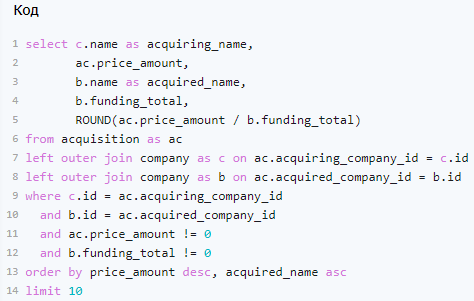 Код
1 select c.name as acquiring_name,
2 ac.price_amount,
3 b.name as acquired_name,
4 b.funding_total,
5 ROUND(ac.price_amount / b.funding_total)
6 from acquisition as ac
7 left outer join company as c on ac.acquiring_company_id = c.id
8 left outer join company as b on ac.acquired_company_id = b.id
9 where c.id = ac.acquiring_company_id
10 and b.id = ac.acquired_company_id
11 and ac.price_amount != 0
12 and b.funding_total != 0
13 order by price_amount desc, acquired_name asc
14 limit 10